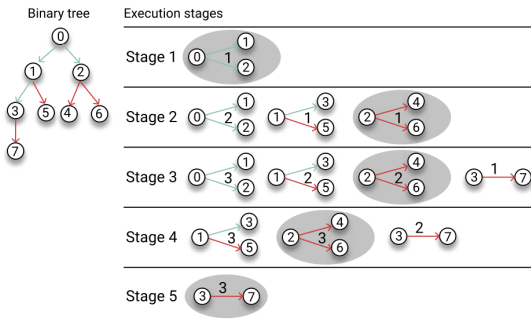 Binary tree
Execution stages
0
1 2
3 5 4 6
7
Stage 1 0 1 1 2
Stage 2 0 2 1 2 1 1 3 5 2 1 4 6
Stage 3 0 3 1 2 1 2 3 5 2 2 4 6 3 1 7
Stage 4 1 3 3 5 2 3 4 6 3 2 7
Stage 5 3 3 7